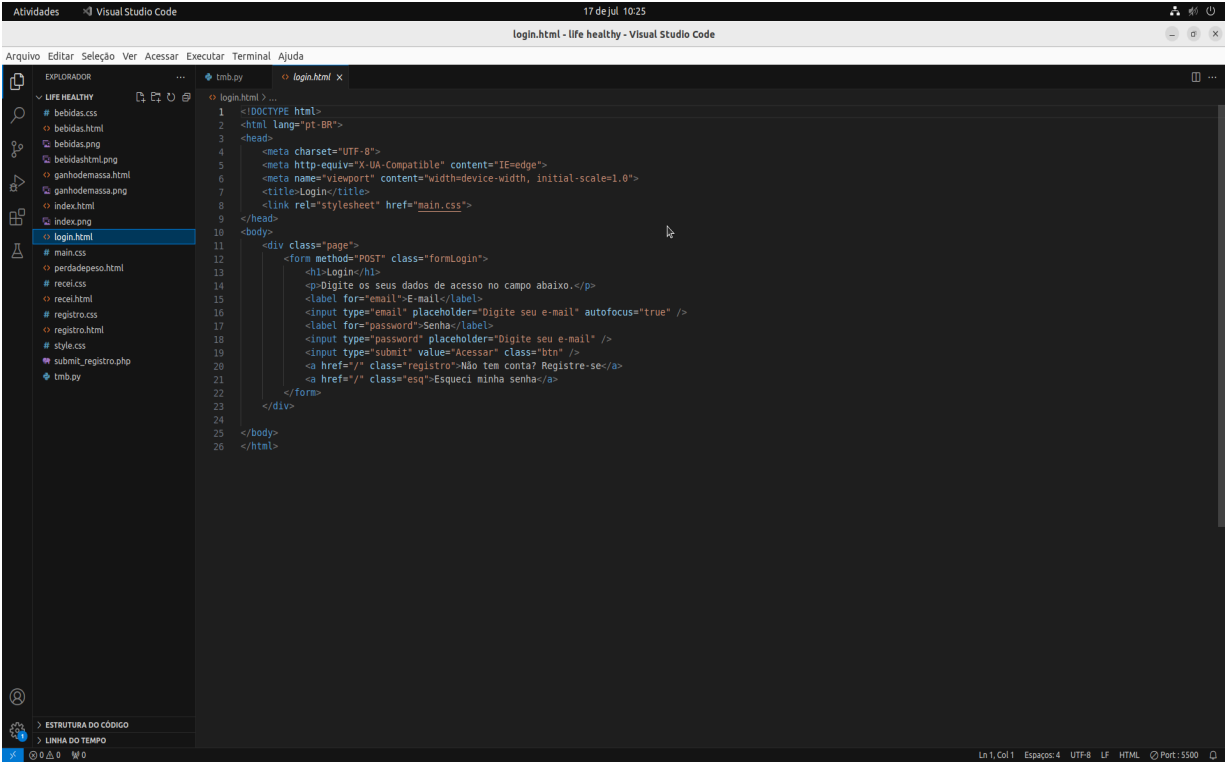 Atividades Visual Studio Code 17 de jul 10:25
login.html - life healthy - Visual Studio Code
Arquivo Editar Seleção Ver Acessar Executar Terminal Ajuda
EXPLORADOR ...
LIFE HEALTHY
# bebidas.css
<> bebidas.html
bebidas.png
bebidashtml.png
<> ganhodemassa.html
ganhodemassa.png
<> index.html
index.png
<> login.html
# main.css
<> perdadepeso.html
# recei.css
<> recei.html
# registro.css
<> registro.html
# style.css
submit_registro.php
tmb.py
ESTRUTURA DO CÓDIGO
LINHA DO TEMPO
tmb.py <> login.html ×
<> login.html > ...
1 <!DOCTYPE html>
2 <html lang="pt-BR">
3 <head>
4 <meta charset="UTF-8">
5 <meta http-equiv="X-UA-Compatible" content="IE=edge">
6 <meta name="viewport" content="width=device-width, initial-scale=1.0">
7 <title>Login</title>
8 <link rel="stylesheet" href="main.css">
9 </head>
10 <body>
11 <div class="page">
12 <form method="POST" class="formLogin">
13 <h1>Login</h1>
14 <p>Digite os seus dados de acesso no campo abaixo.</p>
15 <label for="email">E-mail</label>
16 <input type="email" placeholder="Digite seu e-mail" autofocus="true" />
17 <label for="password">Senha</label>
18 <input type="password" placeholder="Digite seu e-mail" />
19 <input type="submit" value="Acessar" class="btn" />
20 <a href="/" class="registro">Não tem conta? Registre-se</a>
21 <a href="/" class="esq">Esqueci minha senha</a>
22 </form>
23 </div>
24
25 </body>
26 </html>
1
0 0 0 Ln 1, Col 1 Espaços: 4 UTF-8 LF HTML Port : 5500